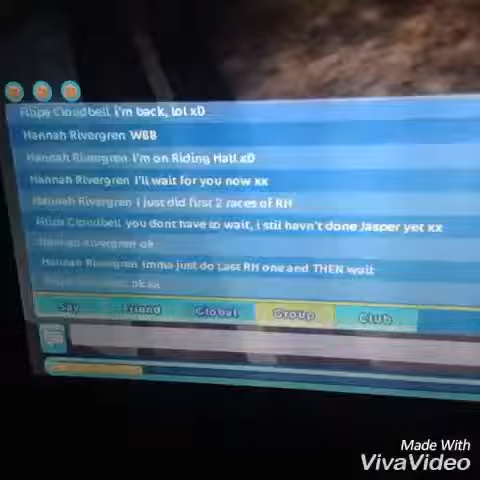 Cloudbell i'm back, lol xD
Hannah Rivergren WBB
Hannah Rivergren I'm on Riding Hall xD
Hannah Rivergren I'll wait for you now xx
Hannah Rivergren I just did first 2 races of RH
Cloudbell you dont have to wait, i stil havn't done Jasper yet xx
Hannah Rivergren ok
Hannah Rivergren Imma just do Last RH one and THEN wait
ok xx
Say Friend Global Group Club
Made With
VivaVideo